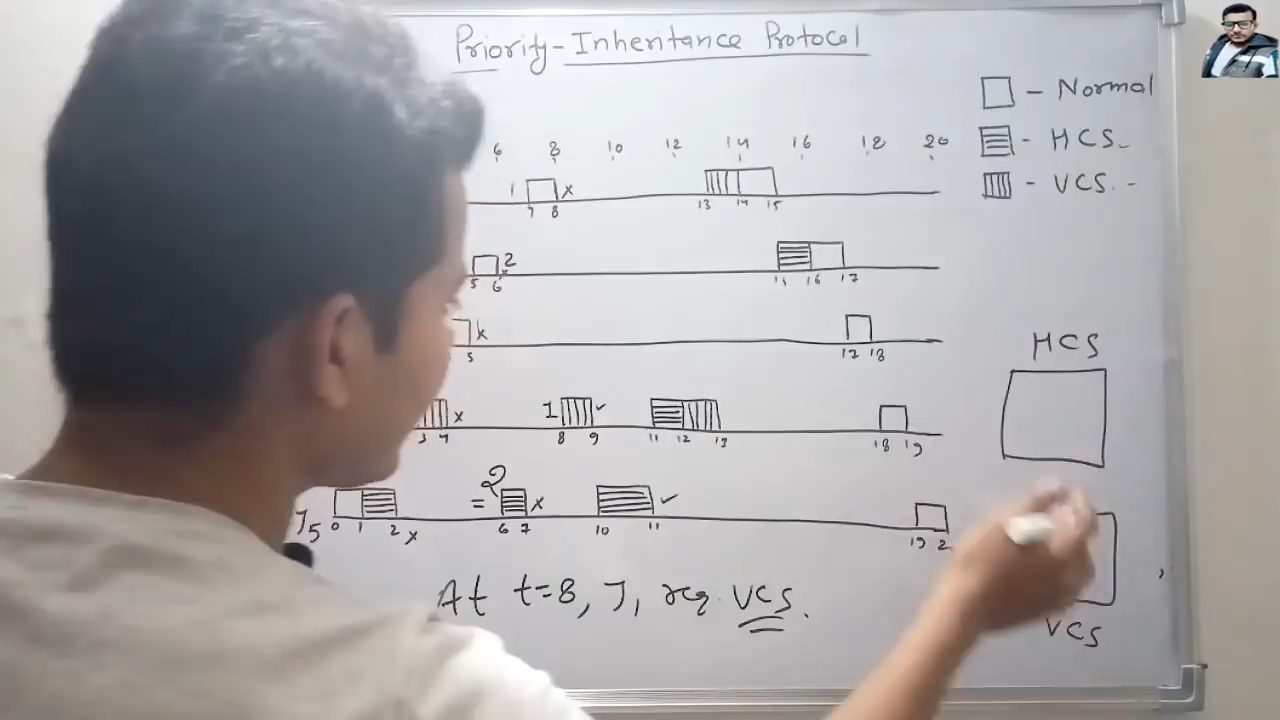 Priority-Inheritance Protocol
6 8 10 12 14 16 18 20
- Normal
- HCS
- VCS
1 x
7 8 13 14 15
2 x
5 6 15 16 17
x
5 17 18
x 1 ✓
3 4 8 9 11 12 13 18 19
J5 x = 2 x ✓
0 1 2 6 7 10 11 19 2
HCS
At t=8, J1 req. VCS.
VCS